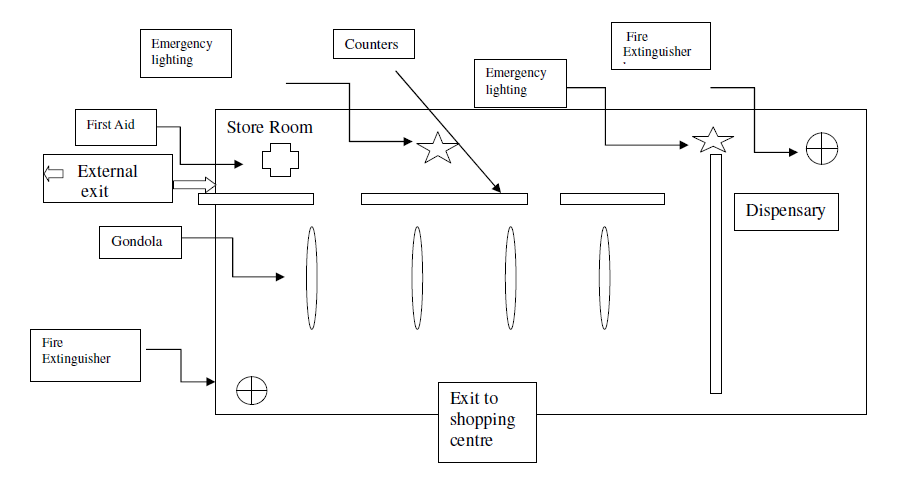 Emergency
lighting
Counters
Fire
Extinguisher
Emergency
lighting
First Aid
Store Room
External
exit
Dispensary
Gondola
Fire
Extinguisher
Exit to
shopping
centre